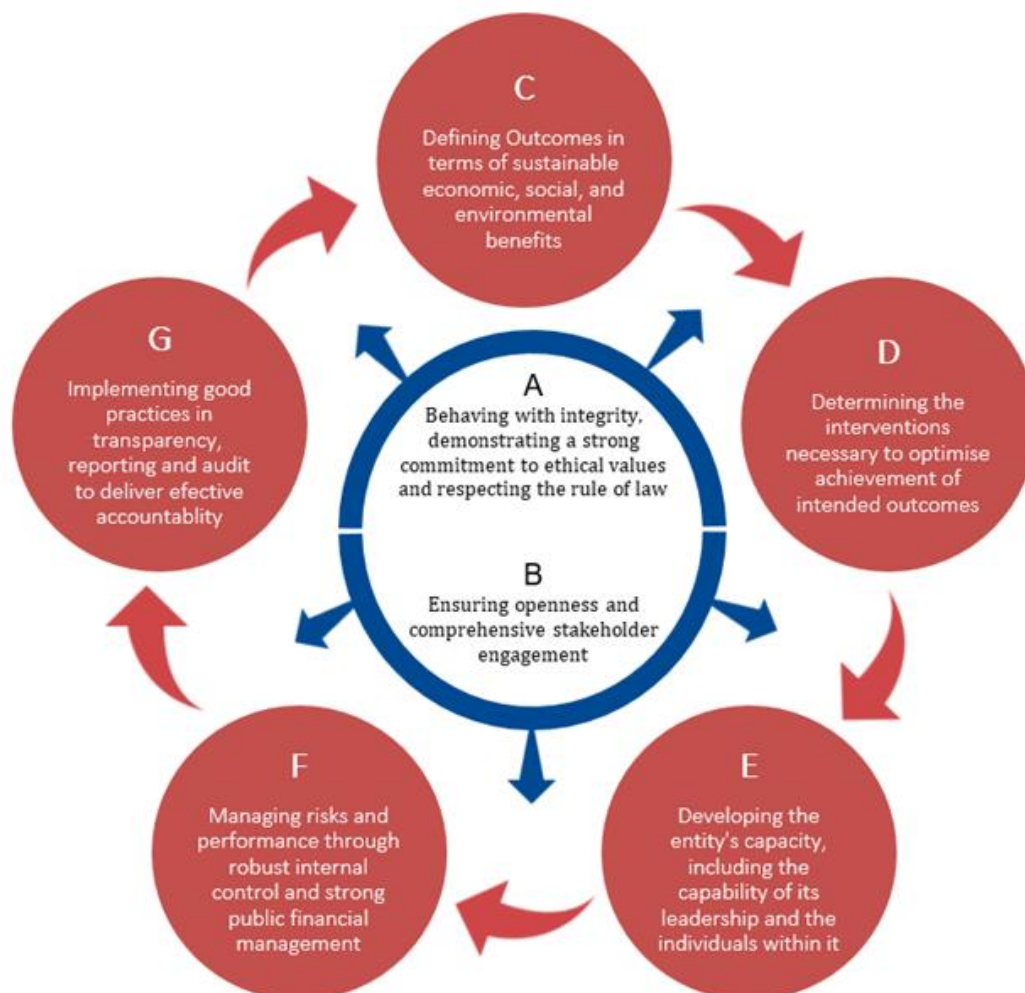 C
Defining Outcomes in
terms of sustainable
economic, social, and
environmental
benefits
G
Implementing good
practices in
transparency,
reporting and audit
to deliver efective
accountablity
A
Behaving with integrity,
demonstrating a strong
commitment to ethical values
and respecting the rule of law
D
Determining the
interventions
necessary to optimise
achievement of
intended outcomes
B
Ensuring openness and
comprehensive stakeholder
engagement
F
Managing risks and
performance through
robust internal
control and strong
public financial
management
E
Developing the
entity's capacity,
including the
capability of its
leadership and the
individuals within it